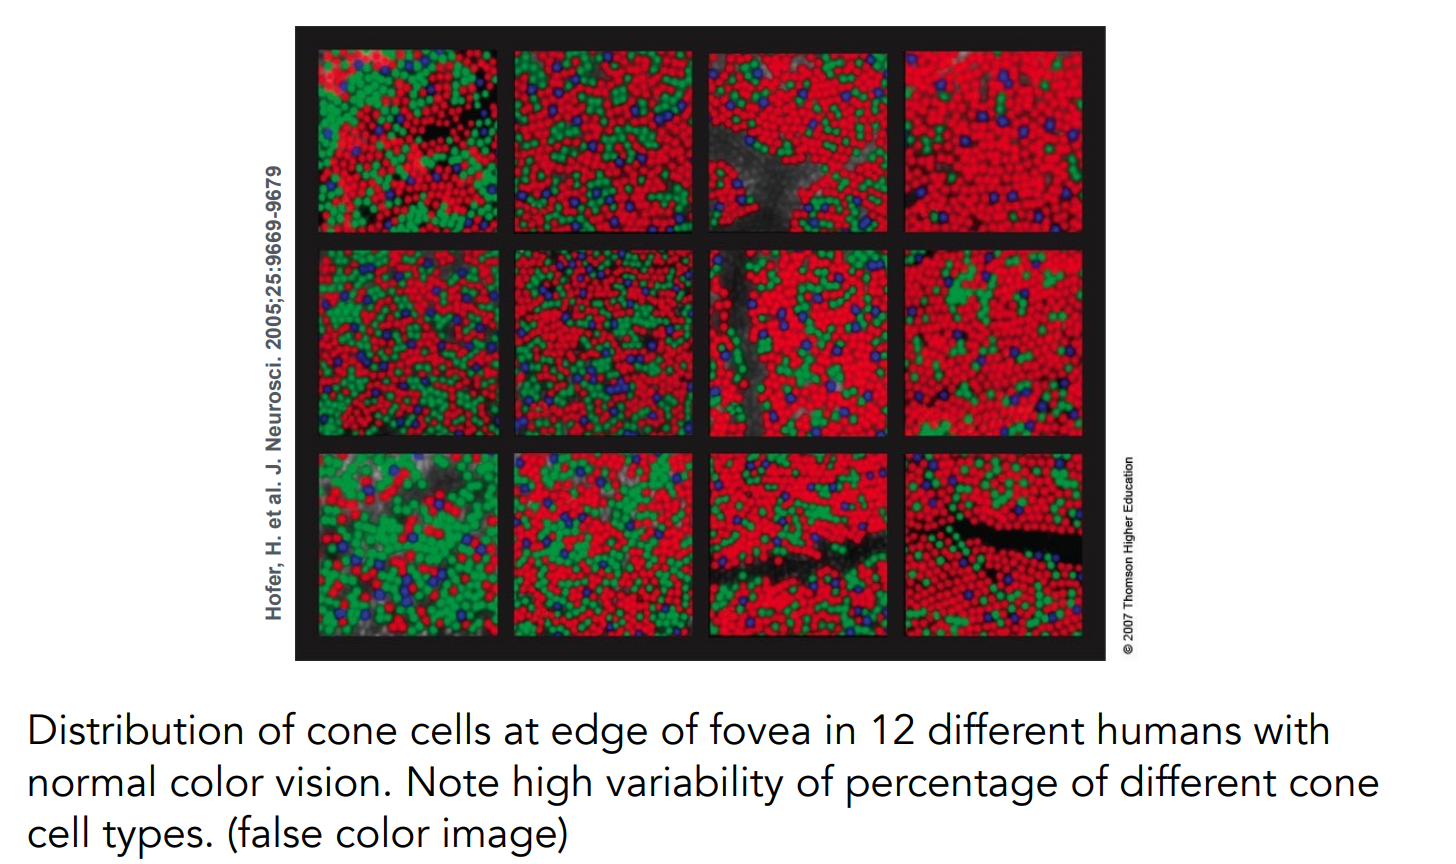 Hofer, H. et al. J. Neurosci. 2005;25:9669-9679
© 2007 Thomson Higher Education
Distribution of cone cells at edge of fovea in 12 different humans with
normal color vision. Note high variability of percentage of different cone
cell types. (false color image)